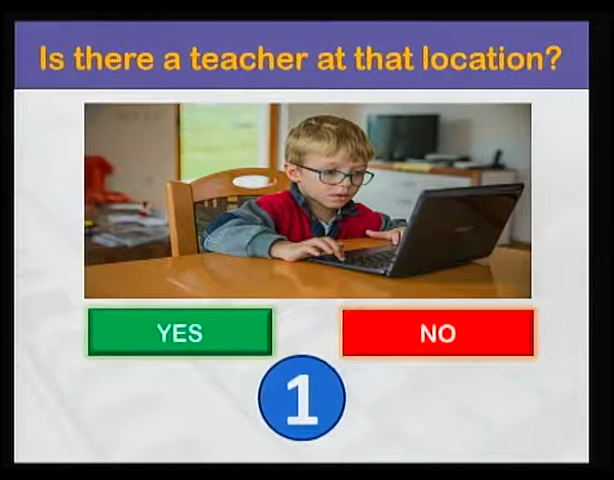 Is there a teacher at that location?
YES
NO
1